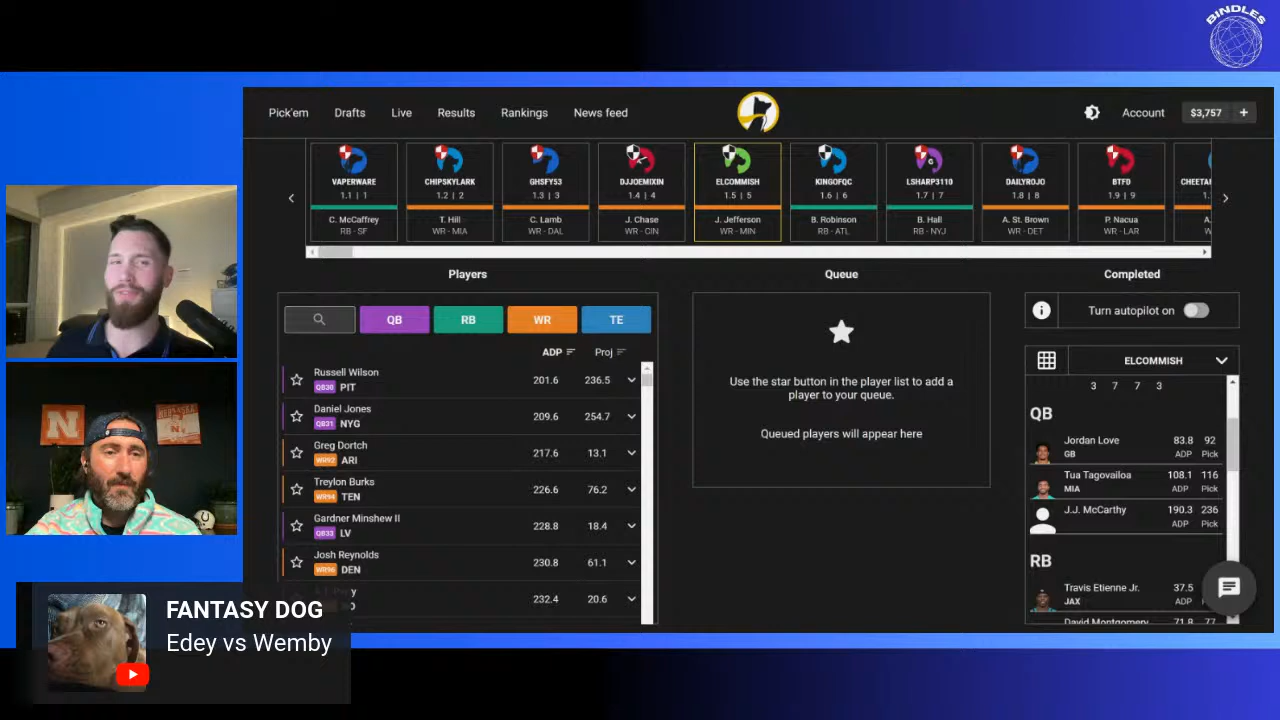 BINDLES
Pick'em
Drafts
Live
Results
Rankings
News feed
Account
$3,757
+
VAPERWARE
1.1 | 1
C. McCaffrey
RB - SF
CHIPSKYLARK
1.2 | 2
T. Hill
WR - MIA
GHSFY53
1.3 | 3
C. Lamb
WR - DAL
DJJOEMIXIN
1.4 | 4
J. Chase
WR - CIN
ELCOMMISH
1.5 | 5
J. Jefferson
WR - MIN
KINGOFQC
1.6 | 6
B. Robinson
RB - ATL
LSHARP3110
1.7 | 7
B. Hall
RB - NYJ
DAILYROJO
1.8 | 8
A. St. Brown
WR - DET
BTFD
1.9 | 9
P. Nacua
WR - LAR
CHEETAH
Players
QB
RB
WR
TE
ADP
Proj
Russell Wilson
QB30 PIT
201.6
236.5
Daniel Jones
QB31 NYG
209.6
254.7
Greg Dortch
WR92 ARI
217.6
13.1
Treylon Burks
WR94 TEN
226.6
76.2
Gardner Minshew II
QB33 LV
228.8
18.4
Josh Reynolds
WR96 DEN
230.8
61.1
232.4
20.6
Queue
Use the star button in the player list to add a
player to your queue.
Queued players will appear here
Completed
Turn autopilot on
ELCOMMISH
3 7 7 3
QB
Jordan Love
GB
83.8
ADP
92
Pick
Tua Tagovailoa
MIA
108.1
ADP
116
Pick
J.J. McCarthy
190.3
ADP
236
Pick
RB
Travis Etienne Jr.
JAX
37.5
ADP
David Montgomery
71.8
77
N
NEBRASKA
FANTASY DOG
Edey vs Wemby